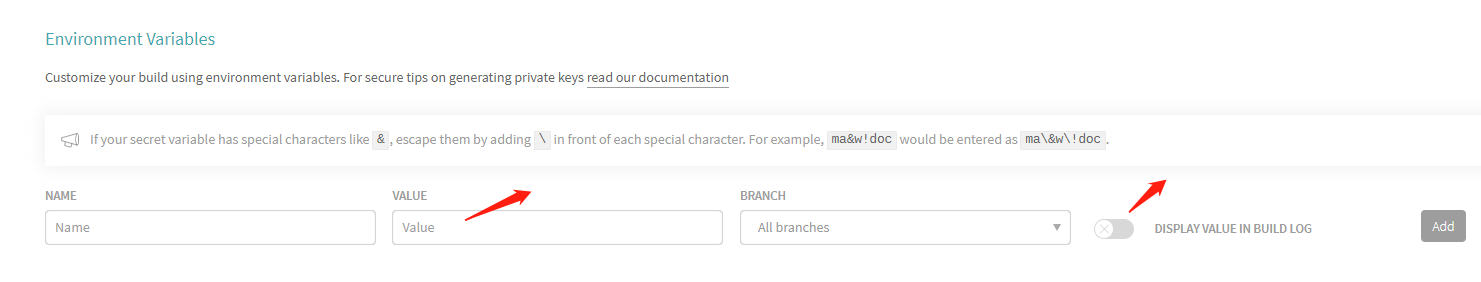 Environment Variables
Customize your build using environment variables. For secure tips on generating private keys read our documentation
If your secret variable has special characters like & , escape them by adding \ in front of each special character. For example, ma&w!doc would be entered as ma\&w\!doc .
NAME VALUE BRANCH
Name Value All branches DISPLAY VALUE IN BUILD LOG Add